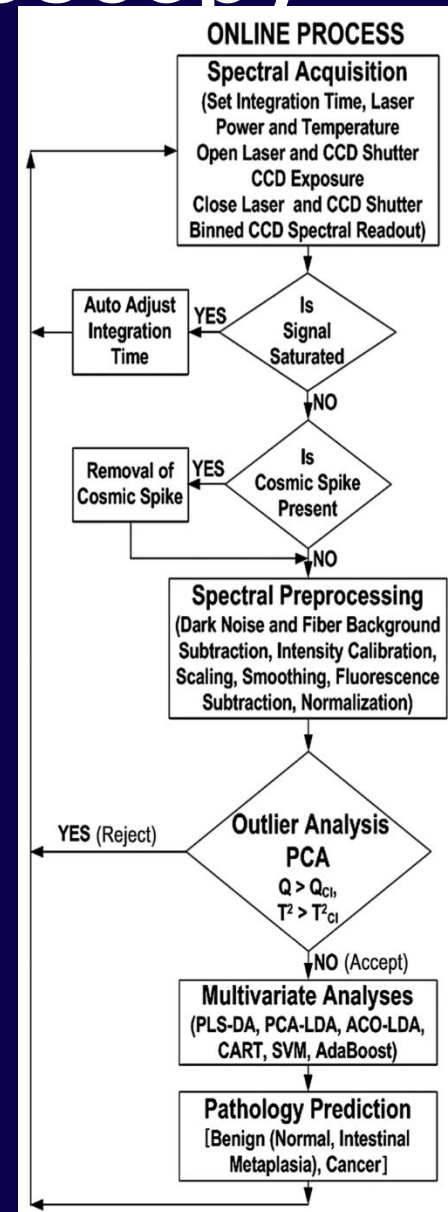 ONLINE PROCESS
Spectral Acquisition
(Set Integration Time, Laser
Power and Temperature
Open Laser and CCD Shutter
CCD Exposure
Close Laser and CCD Shutter
Binned CCD Spectral Readout)
Auto Adjust
Integration
Time
YES
Is
Signal
Saturated
NO
Removal of
Cosmic Spike
YES
Is
Cosmic Spike
Present
NO
Spectral Preprocessing
(Dark Noise and Fiber Background
Subtraction, Intensity Calibration,
Scaling, Smoothing, Fluorescence
Subtraction, Normalization)
YES (Reject)
Outlier Analysis
PCA
Q > QCI,
T² > T²CI
NO (Accept)
Multivariate Analyses
(PLS-DA, PCA-LDA, ACO-LDA,
CART, SVM, AdaBoost)
Pathology Prediction
[Benign (Normal, Intestinal
Metaplasia), Cancer]